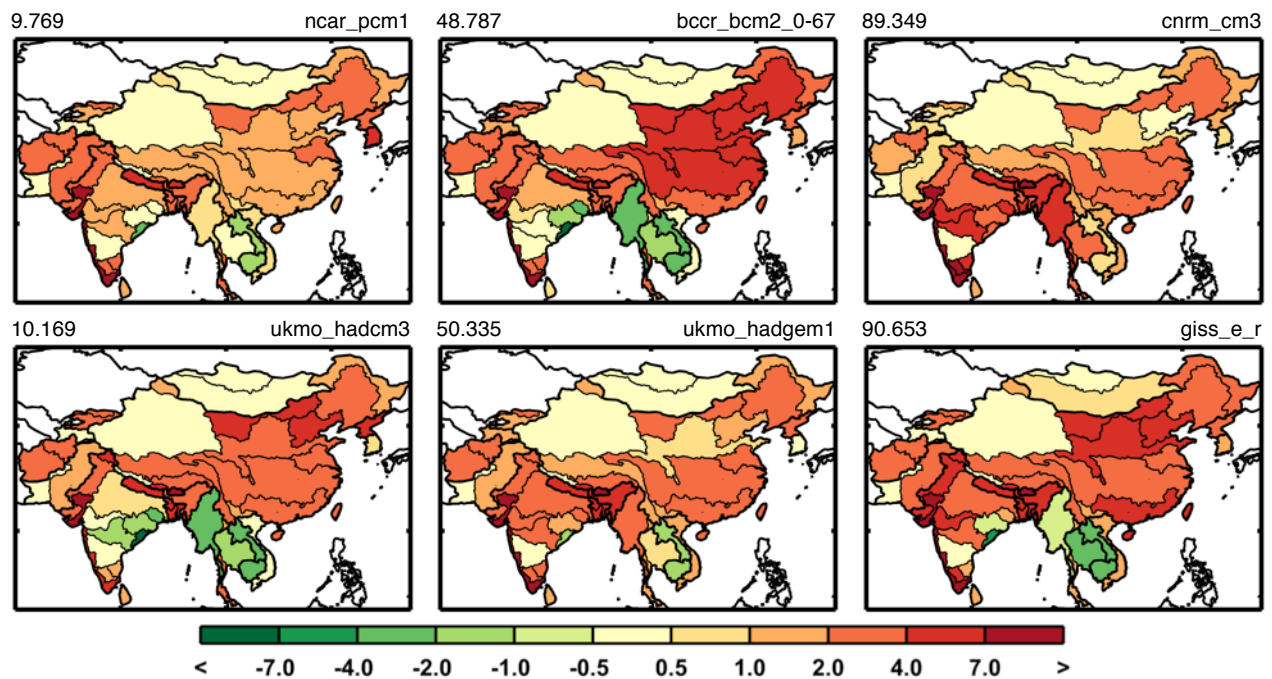 9.769 ncar_pcm1
48.787 bccr_bcm2_0-67
89.349 cnrm_cm3
10.169 ukmo_hadcm3
50.335 ukmo_hadgem1
90.653 giss_e_r
< -7.0 -4.0 -2.0 -1.0 -0.5 0.5 1.0 2.0 4.0 7.0 >